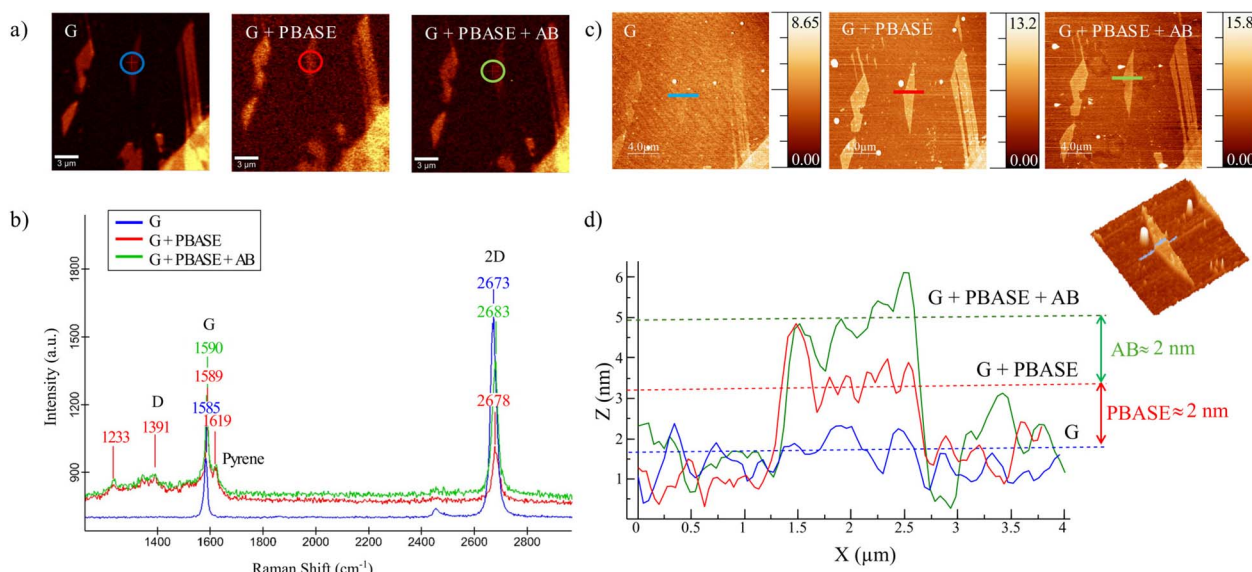 a)
G
G + PBASE
G + PBASE + AB
3 µm
3 µm
3 µm
c)
G
G + PBASE
G + PBASE + AB
4.0µm
4.0µm
4.0µm
8.65
0.00
13.2
0.00
15.8
0.00
b)
G
G + PBASE
G + PBASE + AB
Intensity (a.u.)
1800
1500
1200
900
1233
1391
D
G
1590
1589
1585
1619
Pyrene
2D
2673
2683
2678
1400
1600
1800
2000
2200
2400
2600
2800
Raman Shift (cm⁻¹)
d)
Z (nm)
6
5
4
3
2
1
0
0.5
1
1.5
2
2.5
3
3.5
4
X (µm)
G + PBASE + AB
G + PBASE
G
AB≈ 2 nm
PBASE≈ 2 nm